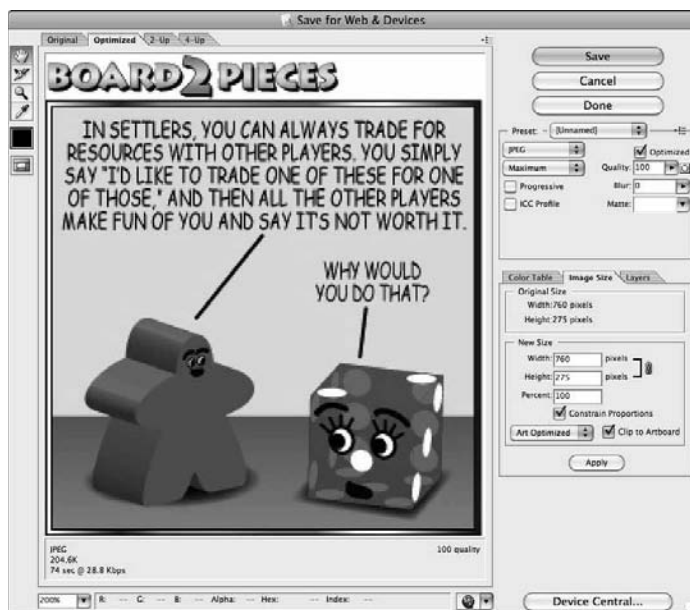 Save for Web & Devices
Original Optimized 2-Up 4-Up
BOARD 2 PIECES
IN SETTLERS, YOU CAN ALWAYS TRADE FOR
RESOURCES WITH OTHER PLAYERS. YOU SIMPLY
SAY "I'D LIKE TO TRADE ONE OF THESE FOR ONE
OF THOSE," AND THEN ALL THE OTHER PLAYERS
MAKE FUN OF YOU AND SAY IT'S NOT WORTH IT.
WHY WOULD
YOU DO THAT?
JPEG 100 quality
204.6K
74 sec @ 28.8 Kbps
200% R: -- G: -- B: -- Alpha: -- Hex: -- Index: --
Save
Cancel
Done
Preset: [Unnamed]
JPEG Optimized
Maximum Quality: 100
Progressive Blur: 0
ICC Profile Matte:
Color Table Image Size Layers
Original Size
Width: 760 pixels
Height: 275 pixels
New Size
Width: 760 pixels
Height: 275 pixels
Percent: 100
Constrain Proportions
Art Optimized Clip to Artboard
Apply
Device Central...